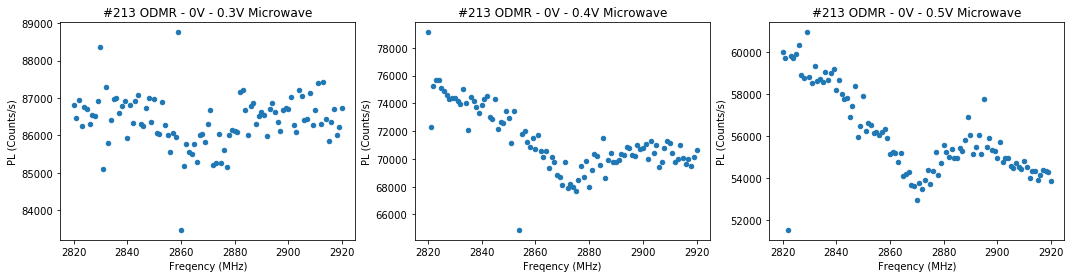 #213 ODMR - 0V - 0.3V Microwave
#213 ODMR - 0V - 0.4V Microwave
#213 ODMR - 0V - 0.5V Microwave
PL (Counts/s)
89000
88000
87000
86000
85000
84000
2820 2840 2860 2880 2900 2920
Freqency (MHz)
PL (Counts/s)
78000
76000
74000
72000
70000
68000
66000
2820 2840 2860 2880 2900 2920
Freqency (MHz)
PL (Counts/s)
60000
58000
56000
54000
52000
2820 2840 2860 2880 2900 2920
Freqency (MHz)